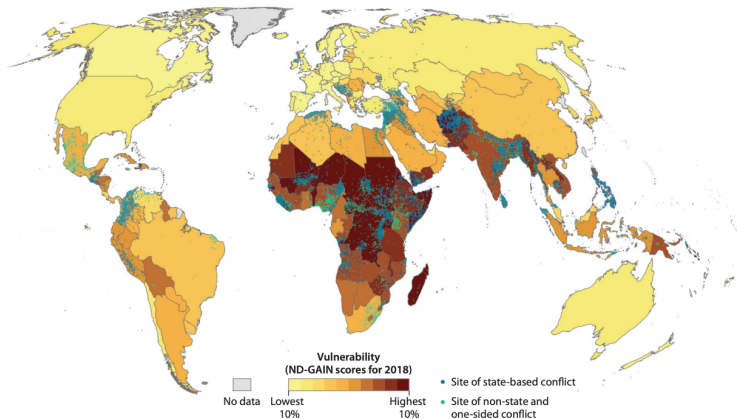 Vulnerability
(ND-GAIN scores for 2018)
No data
Lowest
10%
Highest
10%
Site of state-based conflict
Site of non-state and
one-sided conflict